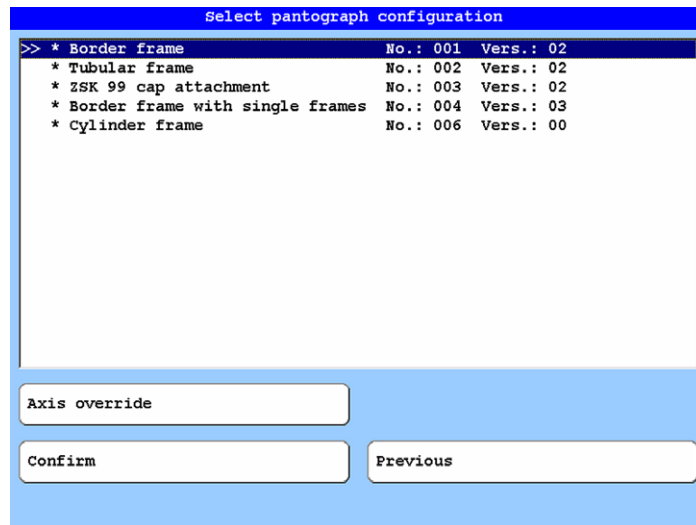 Select pantograph configuration
>> * Border frame No.: 001 Vers.: 02
* Tubular frame No.: 002 Vers.: 02
* ZSK 99 cap attachment No.: 003 Vers.: 02
* Border frame with single frames No.: 004 Vers.: 03
* Cylinder frame No.: 006 Vers.: 00
Axis override
Confirm Previous